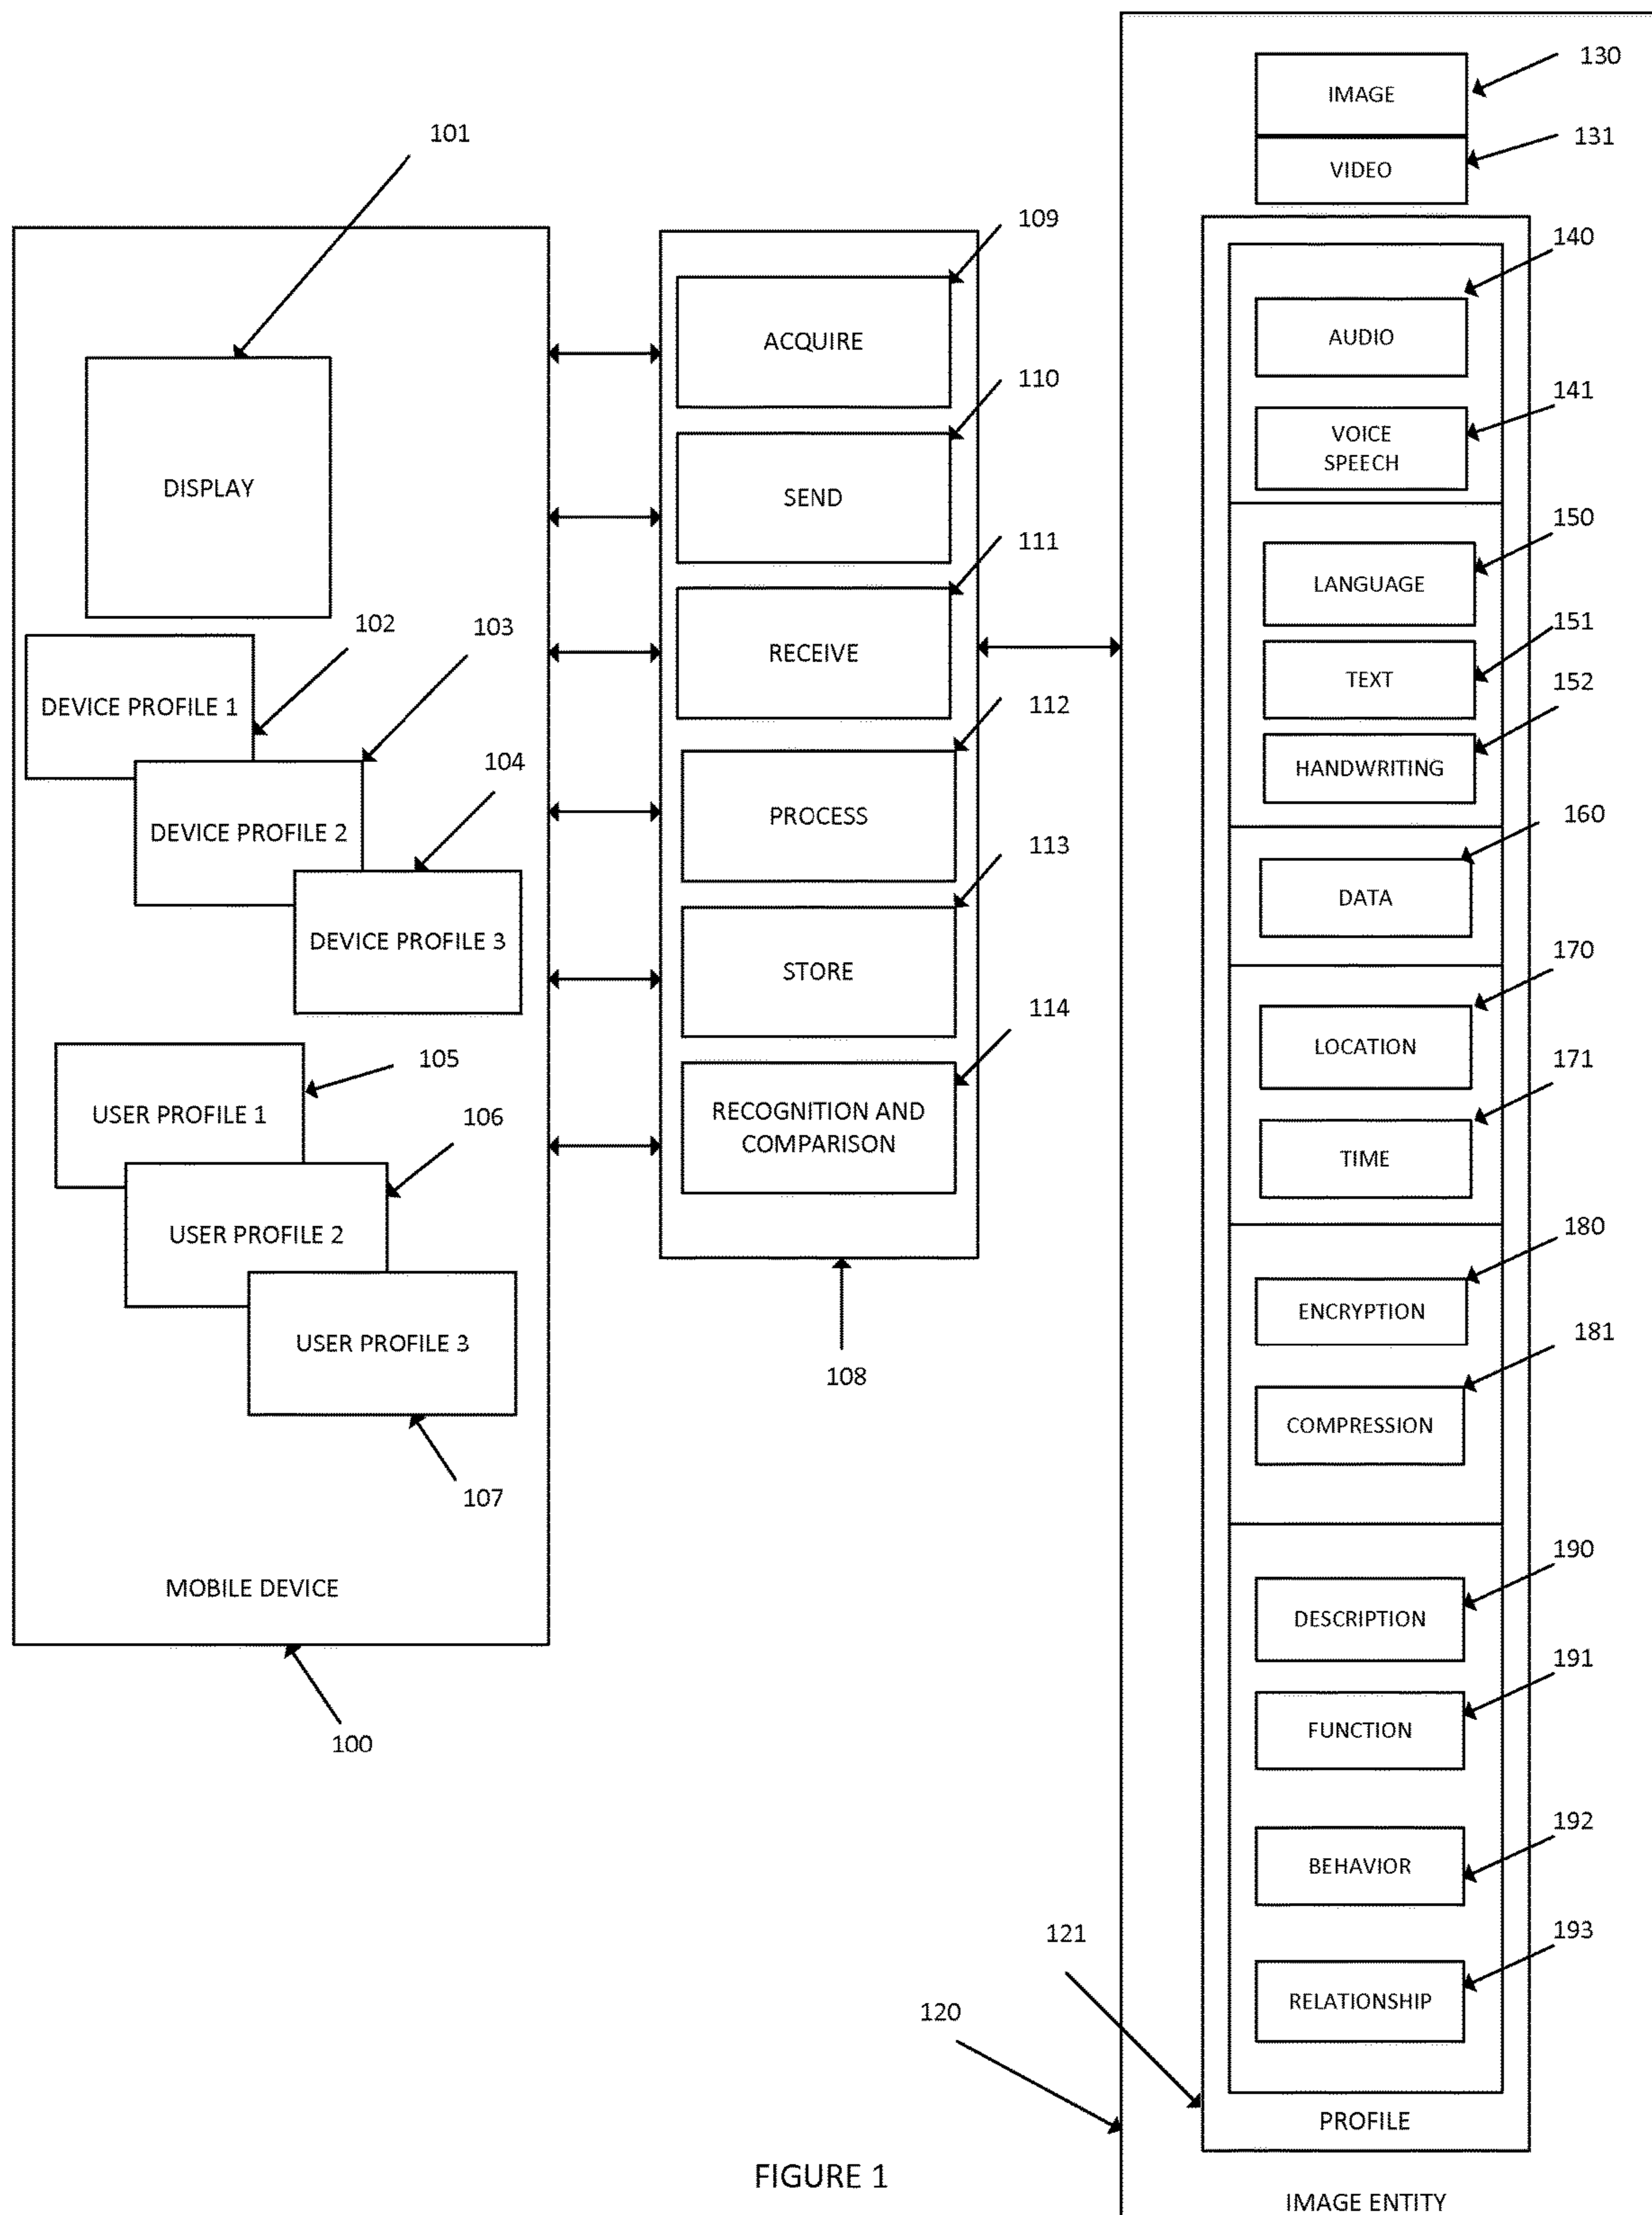 101
DISPLAY
102
103
DEVICE PROFILE 1
104
DEVICE PROFILE 2
DEVICE PROFILE 3
105
USER PROFILE 1
106
USER PROFILE 2
USER PROFILE 3
107
MOBILE DEVICE
100
109
ACQUIRE
110
SEND
111
RECEIVE
112
PROCESS
113
STORE
114
RECOGNITION AND
COMPARISON
108
130
IMAGE
131
VIDEO
140
AUDIO
141
VOICE
SPEECH
150
LANGUAGE
151
TEXT
152
HANDWRITING
160
DATA
170
LOCATION
171
TIME
180
ENCRYPTION
181
COMPRESSION
190
DESCRIPTION
191
FUNCTION
192
BEHAVIOR
193
RELATIONSHIP
121
120
PROFILE
IMAGE ENTITY
FIGURE 1